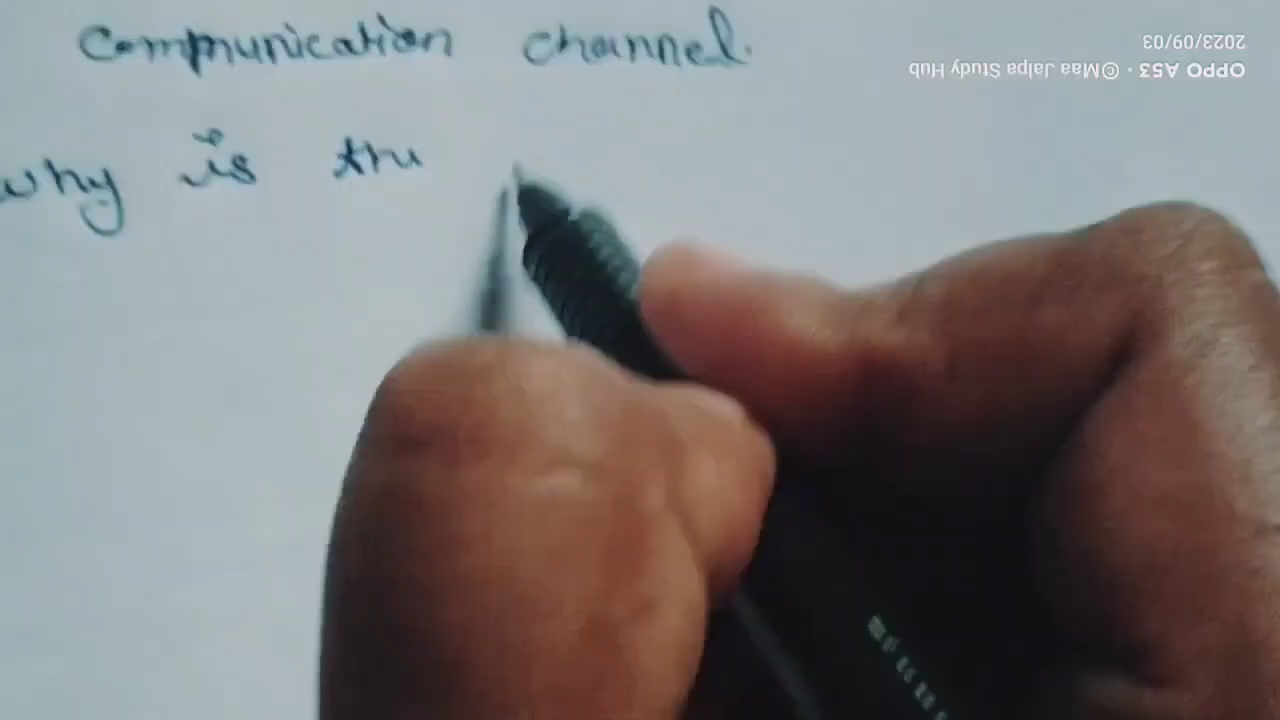 Communication channel.
why is the
OPPO A53 · ©Maa Jalpa Study Hub
2023/09/03